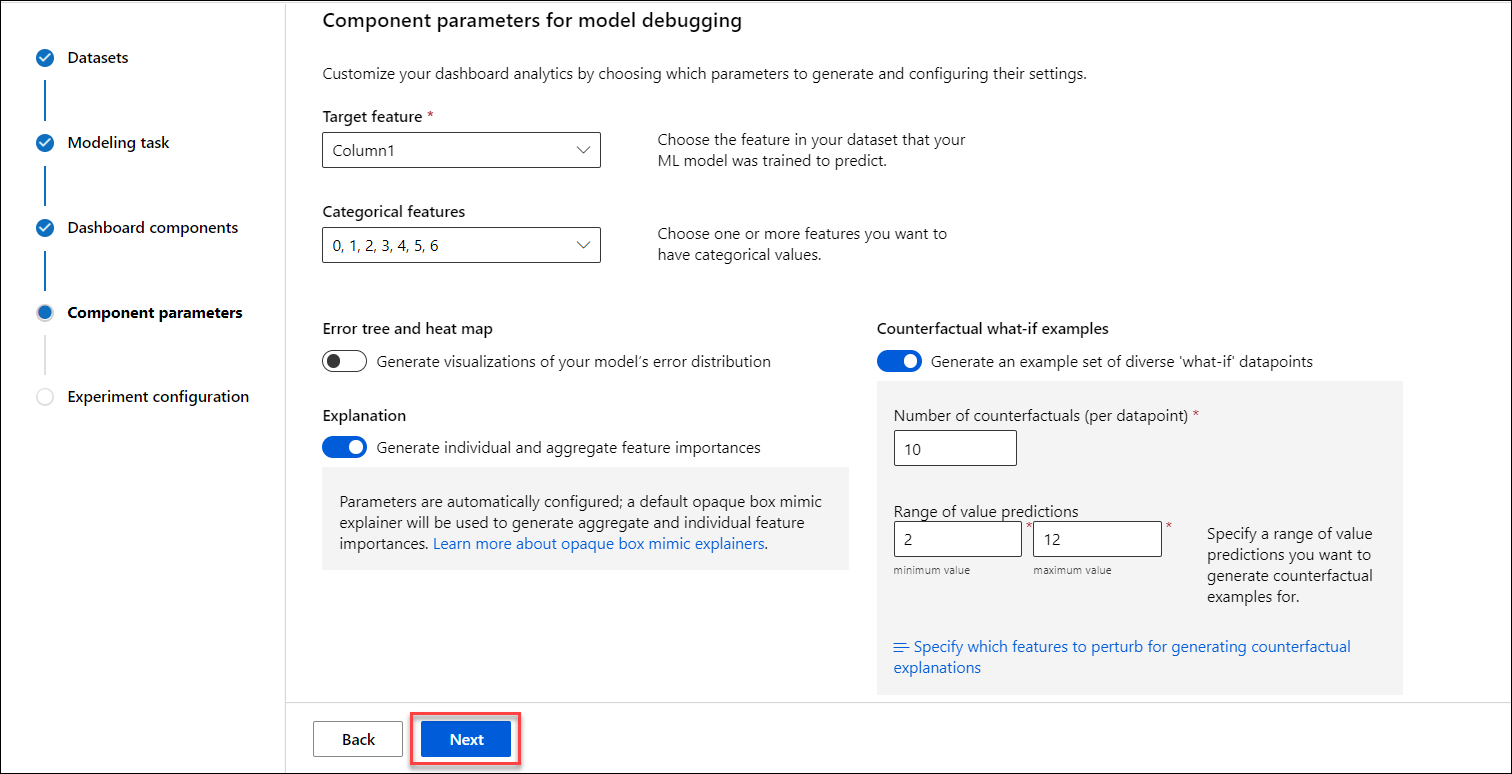 Datasets
Modeling task
Dashboard components
Component parameters
Experiment configuration
Component parameters for model debugging
Customize your dashboard analytics by choosing which parameters to generate and configuring their settings.
Target feature *
Column1
Choose the feature in your dataset that your
ML model was trained to predict.
Categorical features
0, 1, 2, 3, 4, 5, 6
Choose one or more features you want to
have categorical values.
Error tree and heat map
Generate visualizations of your model's error distribution
Explanation
Generate individual and aggregate feature importances
Parameters are automatically configured; a default opaque box mimic
explainer will be used to generate aggregate and individual feature
importances. Learn more about opaque box mimic explainers.
Counterfactual what-if examples
Generate an example set of diverse 'what-if' datapoints
Number of counterfactuals (per datapoint) *
10
Range of value predictions
2 * 12 *
minimum value maximum value
Specify a range of value
predictions you want to
generate counterfactual
examples for.
Specify which features to perturb for generating counterfactual
explanations
Back
Next